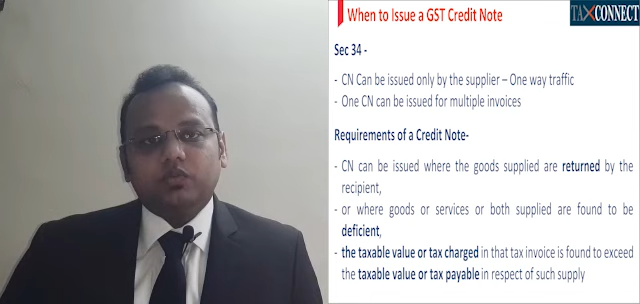 When to Issue a GST Credit Note
TAXCONNECT
Sec 34 -
- CN Can be issued only by the supplier – One way traffic
- One CN can be issued for multiple invoices
Requirements of a Credit Note-
- CN can be issued where the goods supplied are returned by the
recipient,
- or where goods or services or both supplied are found to be
deficient,
- the taxable value or tax charged in that tax invoice is found to exceed
the taxable value or tax payable in respect of such supply